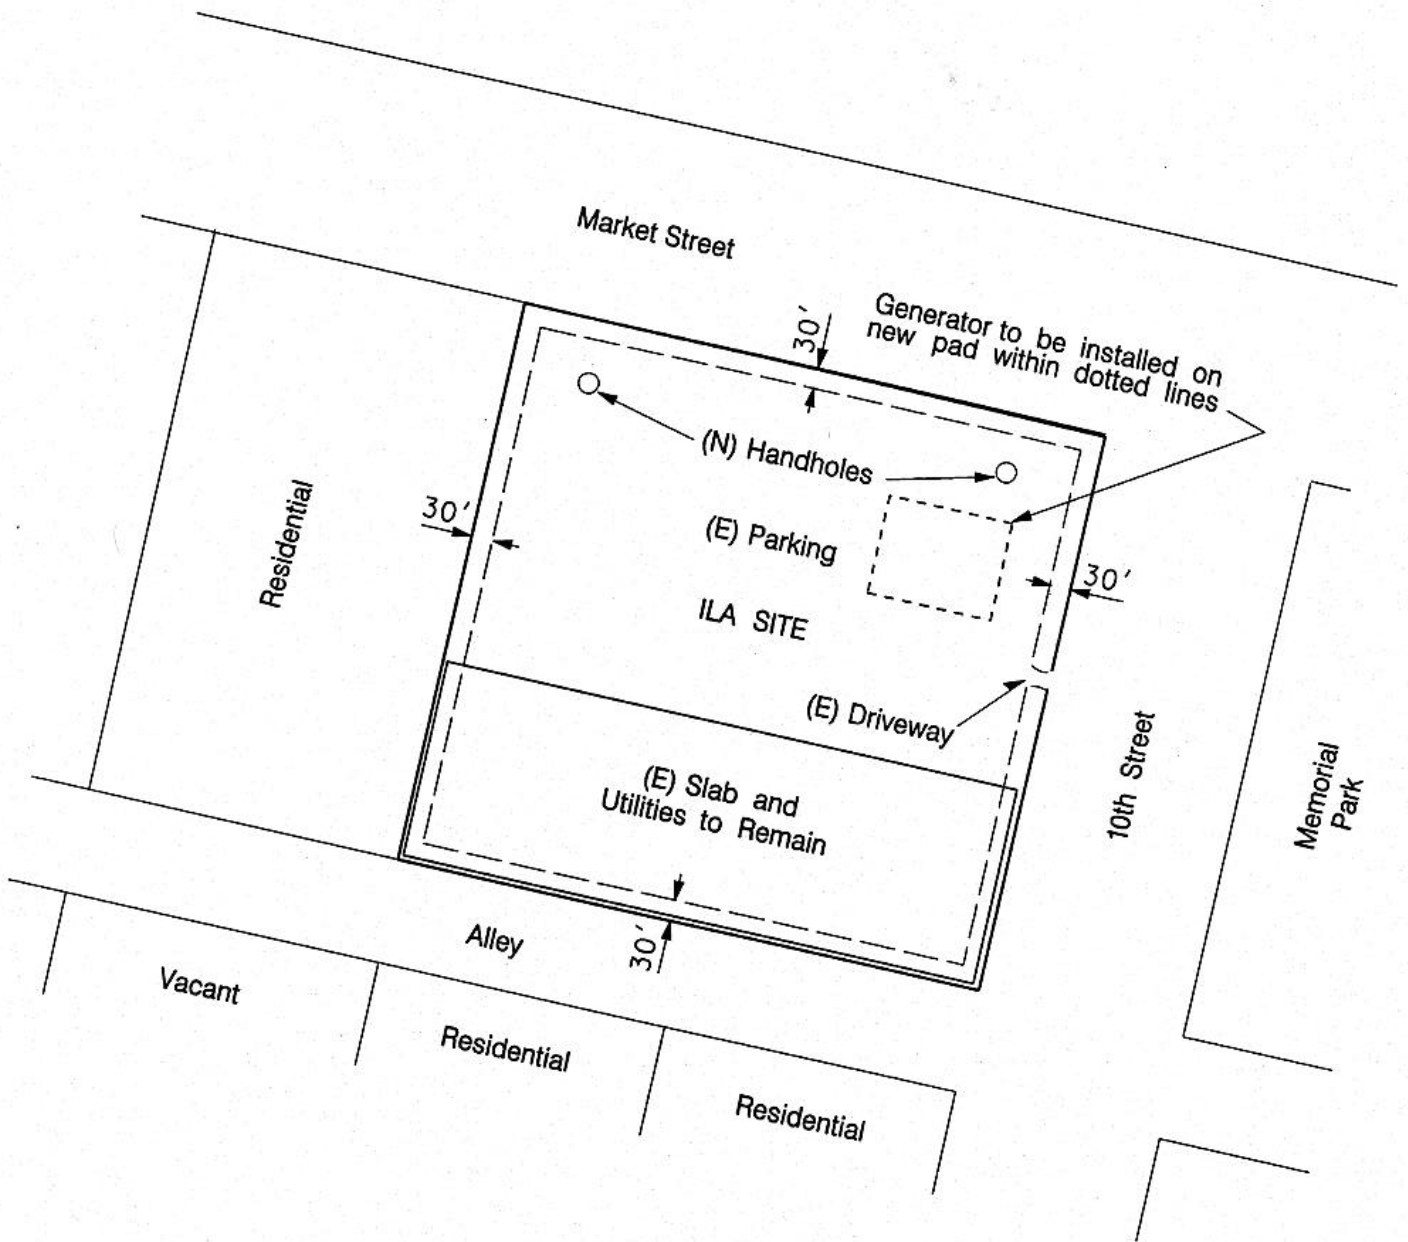 Market Street
30'
Generator to be installed on
new pad within dotted lines
(N) Handholes
30'
Residential
(E) Parking
30'
ILA SITE
(E) Driveway
10th Street
Memorial
Park
(E) Slab and
Utilities to Remain
Alley
30'
Vacant
Residential
Residential